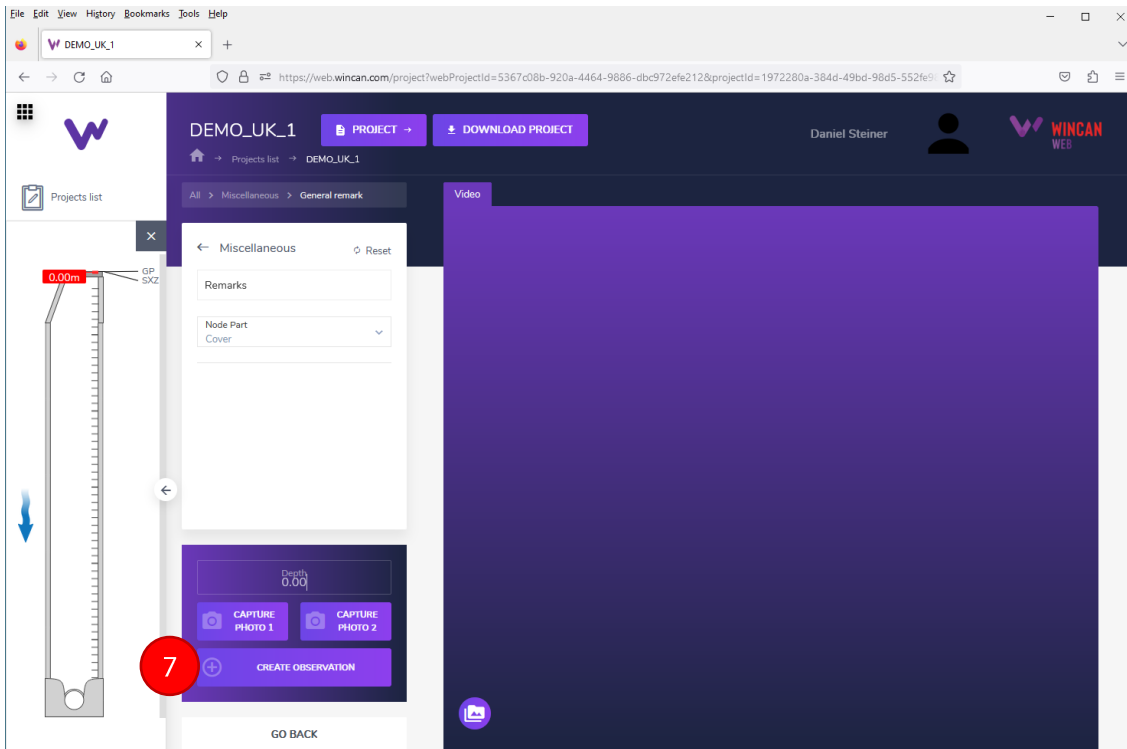 File Edit View History Bookmarks Tools Help
DEMO_UK_1
https://web.wincan.com/project?webProjectId=5367c08b-920a-4464-9886-dbc972efe212&projectId=1972280a-384d-49bd-98d5-552fe9
DEMO_UK_1
PROJECT →
DOWNLOAD PROJECT
Daniel Steiner
WINCAN
WEB
→ Projects list → DEMO_UK_1
Projects list
All > Miscellaneous > General remark
Video
← Miscellaneous
Reset
GP
SXZ
0.00m
Remarks
Node Part
Cover
Depth
0.00
CAPTURE
PHOTO 1
CAPTURE
PHOTO 2
7
CREATE OBSERVATION
GO BACK